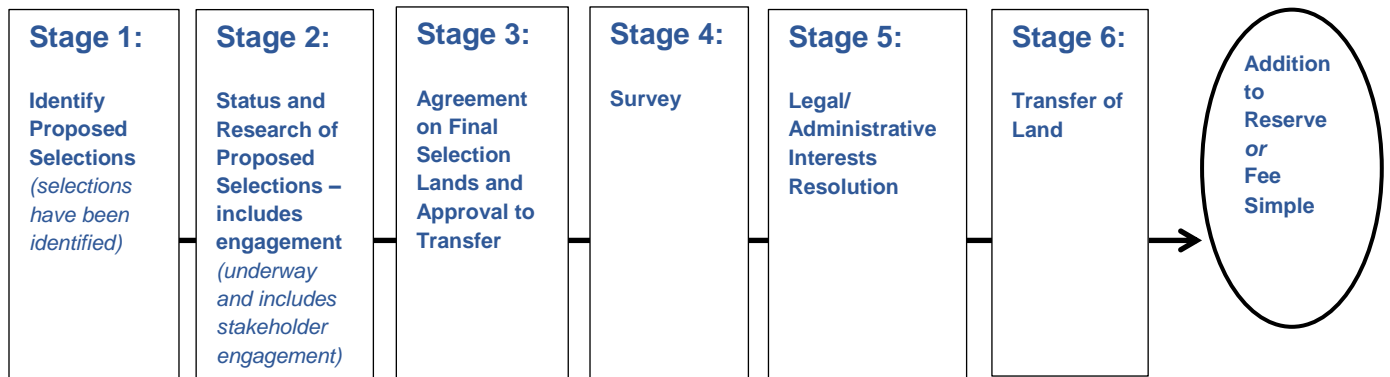 Stage 1:
Identify
Proposed
Selections
(selections
have been
identified)
Stage 2:
Status and
Research of
Proposed
Selections –
includes
engagement
(underway
and includes
stakeholder
engagement)
Stage 3:
Agreement
on Final
Selection
Lands and
Approval to
Transfer
Stage 4:
Survey
Stage 5:
Legal/
Administrative
Interests
Resolution
Stage 6:
Transfer of
Land
Addition
to
Reserve
or
Fee
Simple